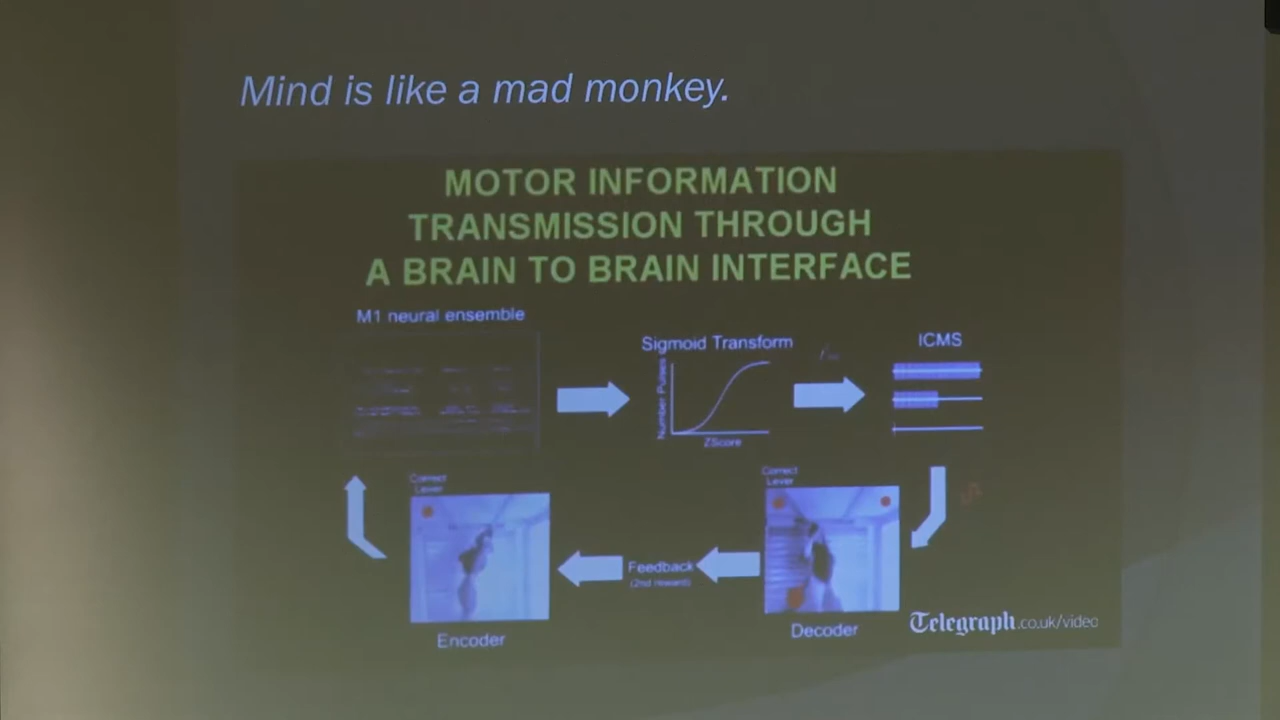 Mind is like a mad monkey.
MOTOR INFORMATION
TRANSMISSION THROUGH
A BRAIN TO BRAIN INTERFACE
M1 neural ensemble
Sigmoid Transform
ICMS
Number Pulses
ZScore
Correct
Lever
Correct
Lever
Feedback
(2nd reward)
Encoder
Decoder
Telegraph.co.uk/video